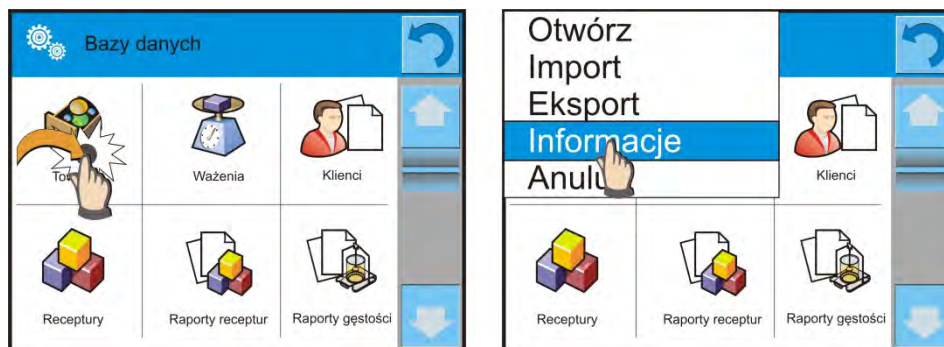 Bazy danych
Ważenia
Klienci
Receptury
Raporty receptur
Raporty gęstości
Otwórz
Import
Eksport
Informacje
Klienci
Receptury
Raporty receptur
Raporty gęstości